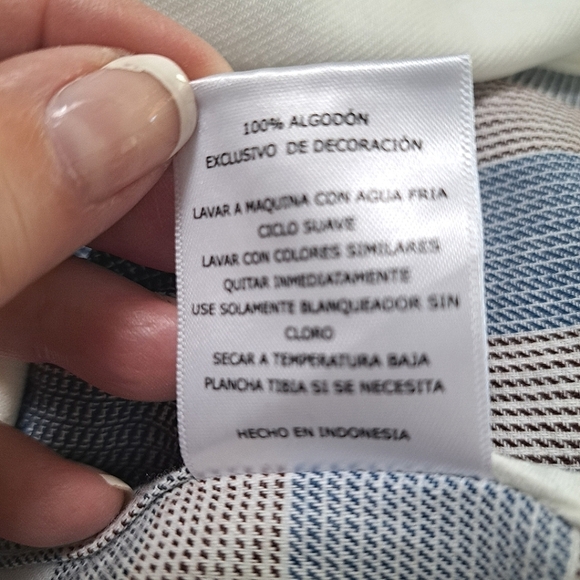 100% ALGODÓN
EXCLUSIVO DE DECORACIÓN
LAVAR A MAQUINA CON AGUA FRIA
CICLO SUAVE
LAVAR CON COLORES SIMILARES
QUITAR INMEDIATAMENTE
USE SOLAMENTE BLANQUEADOR SIN
CLORO
SECAR A TEMPERATURA BAJA
PLANCHA TIBIA SI SE NECESITA
HECHO EN INDONESIA